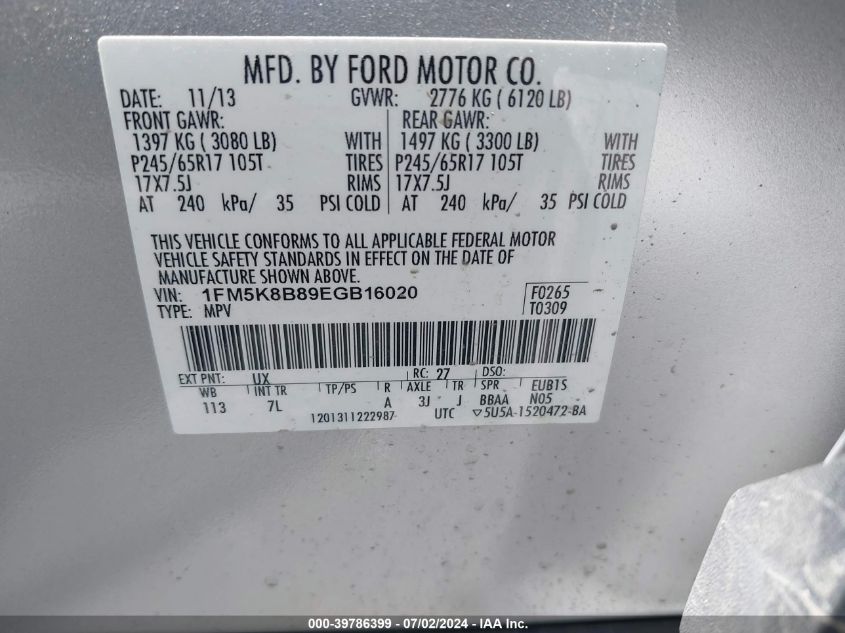 MFD. BY FORD MOTOR CO.
DATE: 11/13 GVWR: 2776 KG ( 6120 LB)
FRONT GAWR: REAR GAWR:
1397 KG ( 3080 LB) WITH 1497 KG ( 3300 LB) WITH
P245/65R17 105T TIRES P245/65R17 105T TIRES
17X7.5J RIMS 17X7.5J RIMS
AT 240 kPa/ 35 PSI COLD AT 240 kPa/ 35 PSI COLD
THIS VEHICLE CONFORMS TO ALL APPLICABLE FEDERAL MOTOR
VEHICLE SAFETY STANDARDS IN EFFECT ON THE DATE OF
MANUFACTURE SHOWN ABOVE.
VIN: 1FM5K8B89EGB16020 F0265
TYPE: MPV T0309
EXT PNT: UX RC: 27 DSO:
WB INT TR TP/PS R AXLE TR SPR EUB1S
113 7L A 3J J BBAA N05
1201311222987 UTC ▽5U5A-1520472-BA
000-39786399 - 07/02/2024 - IAA Inc.